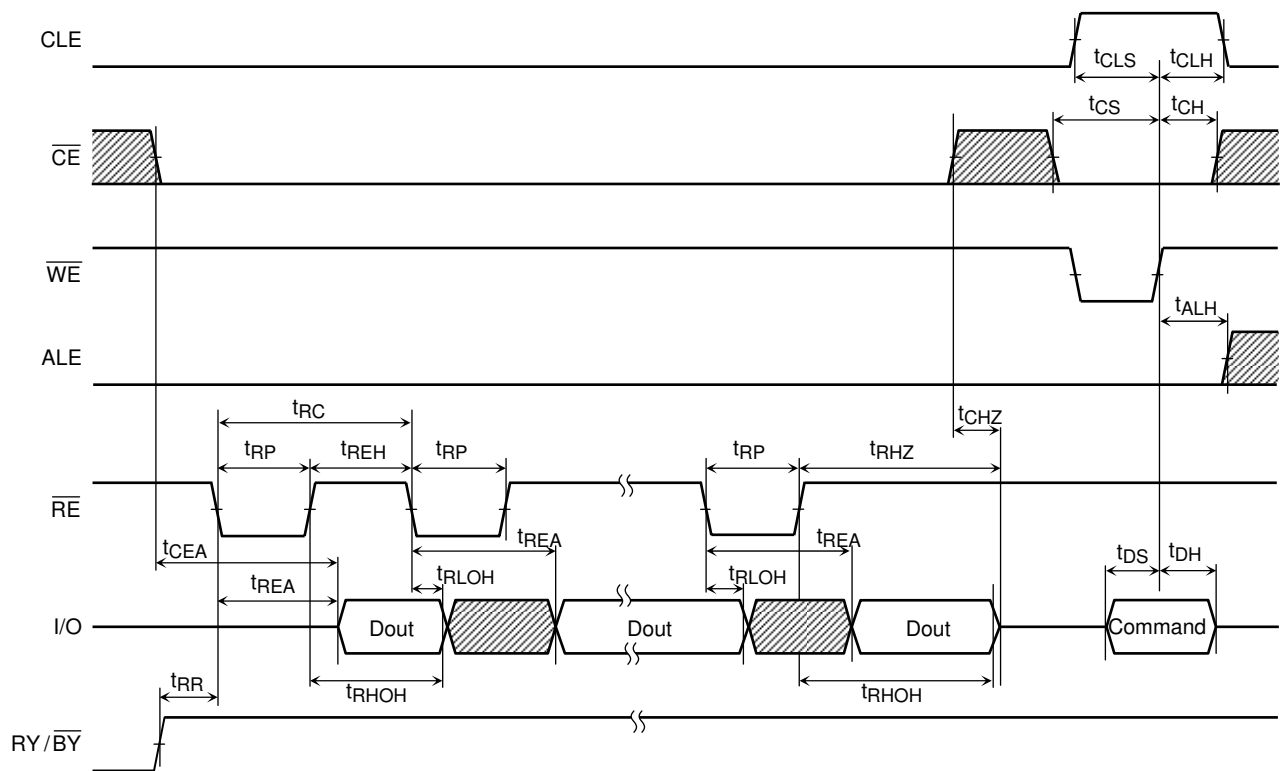 CLE
tCLS tCLH
tCS tCH
CE
WE
tALH
ALE
tRC
tCHZ
tRP tREH tRP tRP tRHZ
RE
tCEA tREA tREA
tREA tRLOH tRLOH tDS tDH
I/O Dout Dout Dout Command
tRR tRHOH tRHOH
RY/BY